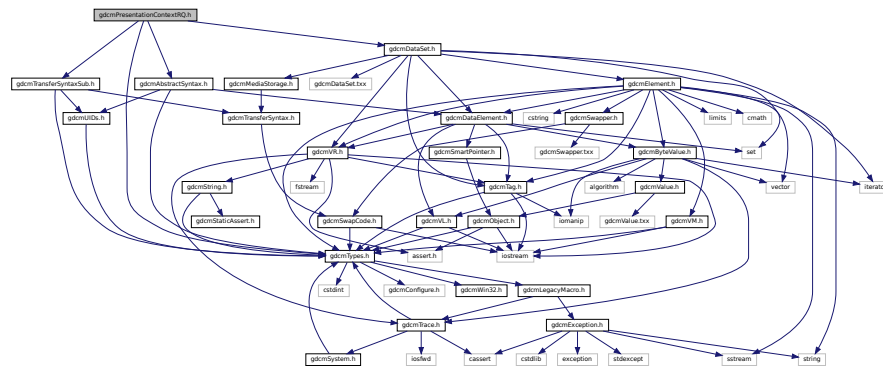 gdcmPresentationContextRQ.h
gdcmDataSet.h
gdcmTransferSyntaxSub.h
gdcmAbstractSyntax.h
gdcmMediaStorage.h
gdcmDataSet.txx
gdcmElement.h
gdcmUIDs.h
gdcmTransferSyntax.h
gdcmDataElement.h
cstring
gdcmSwapper.h
limits
cmath
gdcmVR.h
gdcmSmartPointer.h
gdcmSwapper.txx
gdcmByteValue.h
set
gdcmString.h
fstream
gdcmTag.h
algorithm
gdcmValue.h
vector
iterator
gdcmStaticAssert.h
gdcmSwapCode.h
gdcmVL.h
gdcmObject.h
iomanip
gdcmValue.txx
gdcmVM.h
gdcmTypes.h
assert.h
iostream
cstdint
gdcmConfigure.h
gdcmWin32.h
gdcmLegacyMacro.h
gdcmTrace.h
gdcmException.h
gdcmSystem.h
iosfwd
cassert
cstdlib
exception
stdexcept
sstream
string